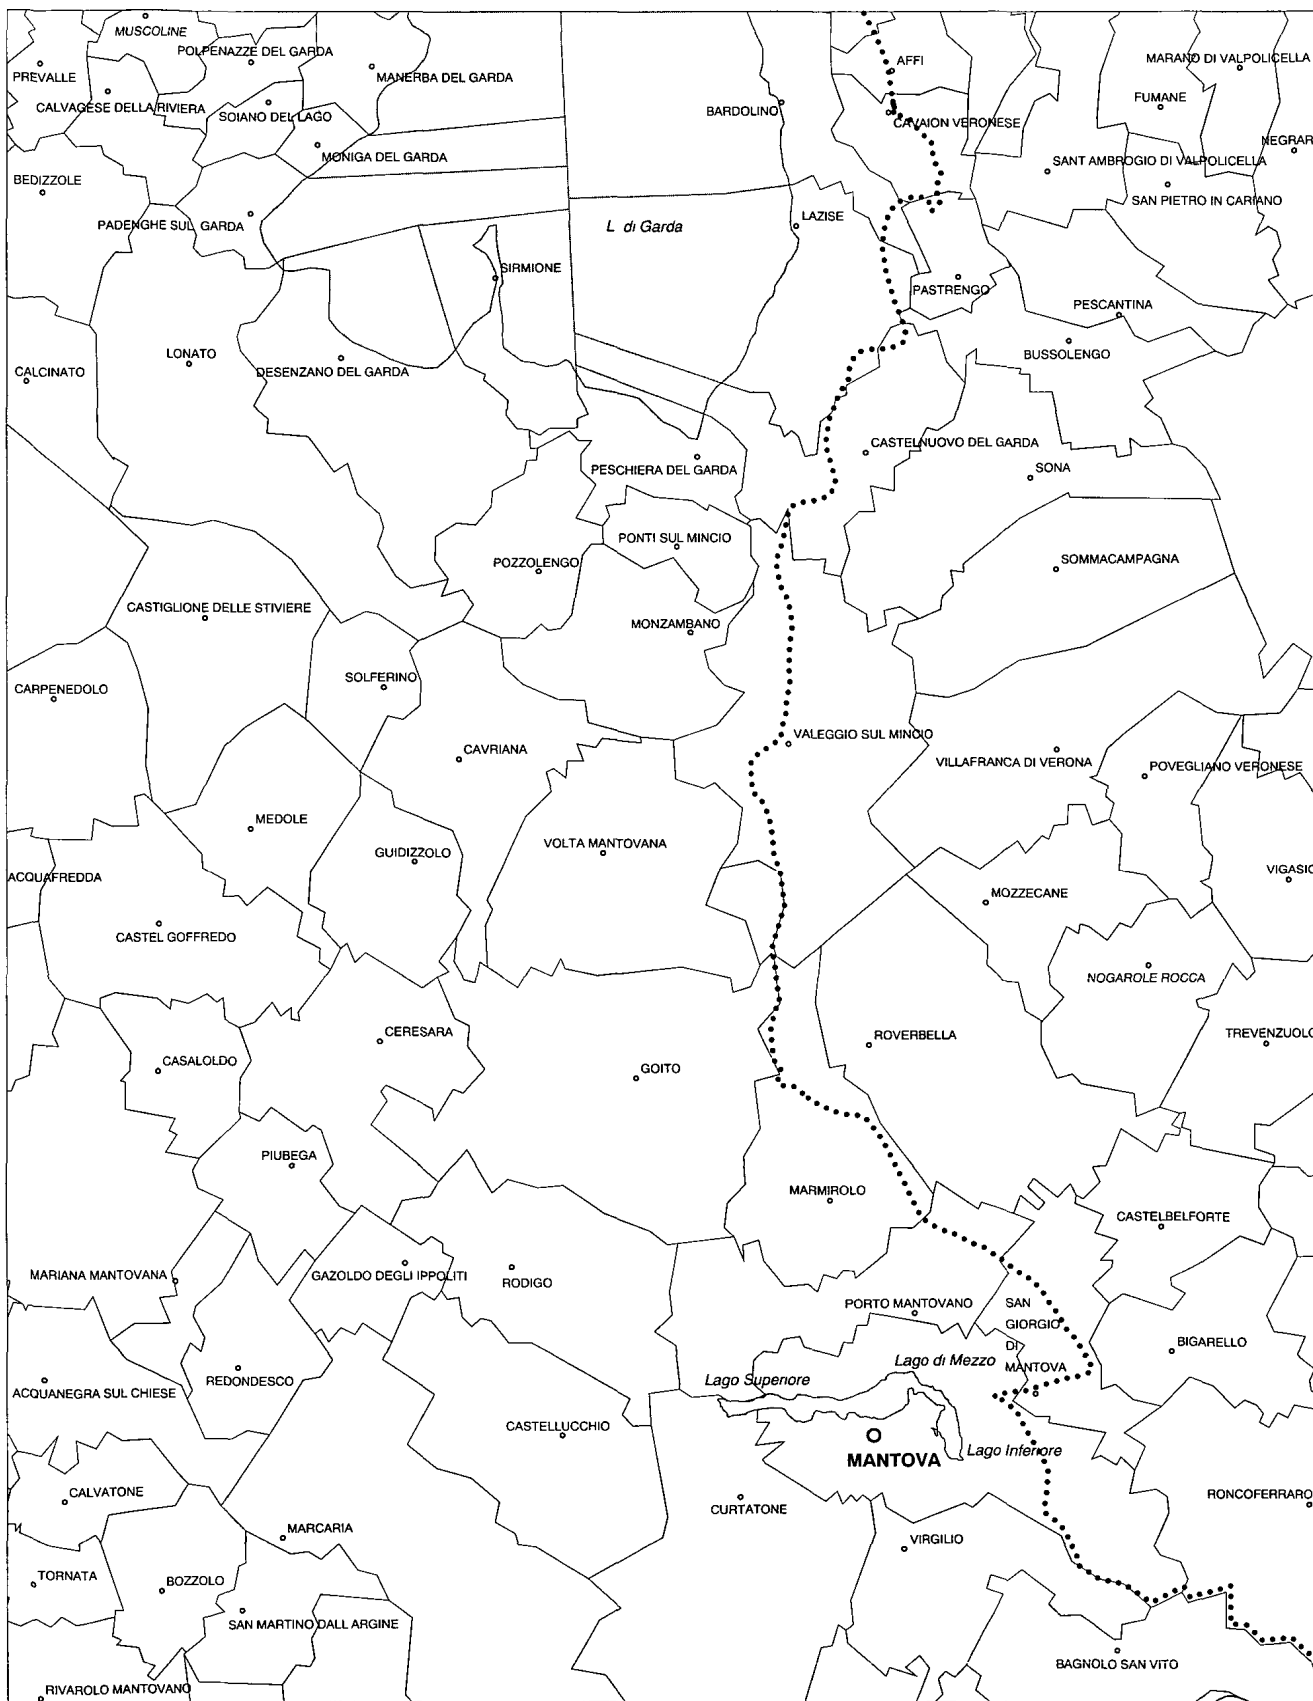 MUSCOLINE
POLPENAZZE DEL GARDA
AFFI
MARANO DI VALPOLICELLA
PREVALLE
MANERBA DEL GARDA
CALVAGESE DELLA RIVIERA
SOIANO DEL LAGO
BARDOLINO
CAVAION VERONESE
FUMANE
MONIGA DEL GARDA
SANT AMBROGIO DI VALPOLICELLA
NEGRAR
BEDIZZOLE
SAN PIETRO IN CARIANO
PADENGHE SUL GARDA
L di Garda
LAZISE
SIRMIONE
PASTRENGO
PESCANTINA
LONATO
BUSSOLENGO
CALCINATO
DESENZANO DEL GARDA
CASTELNUOVO DEL GARDA
PESCHIERA DEL GARDA
SONA
PONTI SUL MINCIO
POZZOLENGO
SOMMACAMPAGNA
CASTIGLIONE DELLE STIVIERE
MONZAMBANO
SOLFERINO
CARPENEDOLO
CAVRIANA
VALEGGIO SUL MINCIO
VILLAFRANCA DI VERONA
POVEGLIANO VERONESE
MEDOLE
GUIDIZZOLO
VOLTA MANTOVANA
ACQUAFREDDA
VIGASIO
MOZZECANE
CASTEL GOFFREDO
NOGAROLE ROCCA
CERESARA
ROVERBELLA
TREVENZUOLO
CASALOLDO
GOITO
PIUBEGA
MARMIROLO
CASTELBELFORTE
MARIANA MANTOVANA
GAZOLDO DEGLI IPPOLITI
RODIGO
PORTO MANTOVANO
SAN
GIORGIO
DI
MANTOVA
BIGARELLO
Lago di Mezzo
REDONDESCO
Lago Superiore
ACQUANEGRA SUL CHIESE
CASTELLUCCHIO
MANTOVA
Lago Inferiore
CALVATONE
CURTATONE
RONCOFERRARO
MARCARIA
VIRGILIO
TORNATA
BOZZOLO
SAN MARTINO DALL ARGINE
BAGNOLO SAN VITO
RIVAROLO MANTOVANO